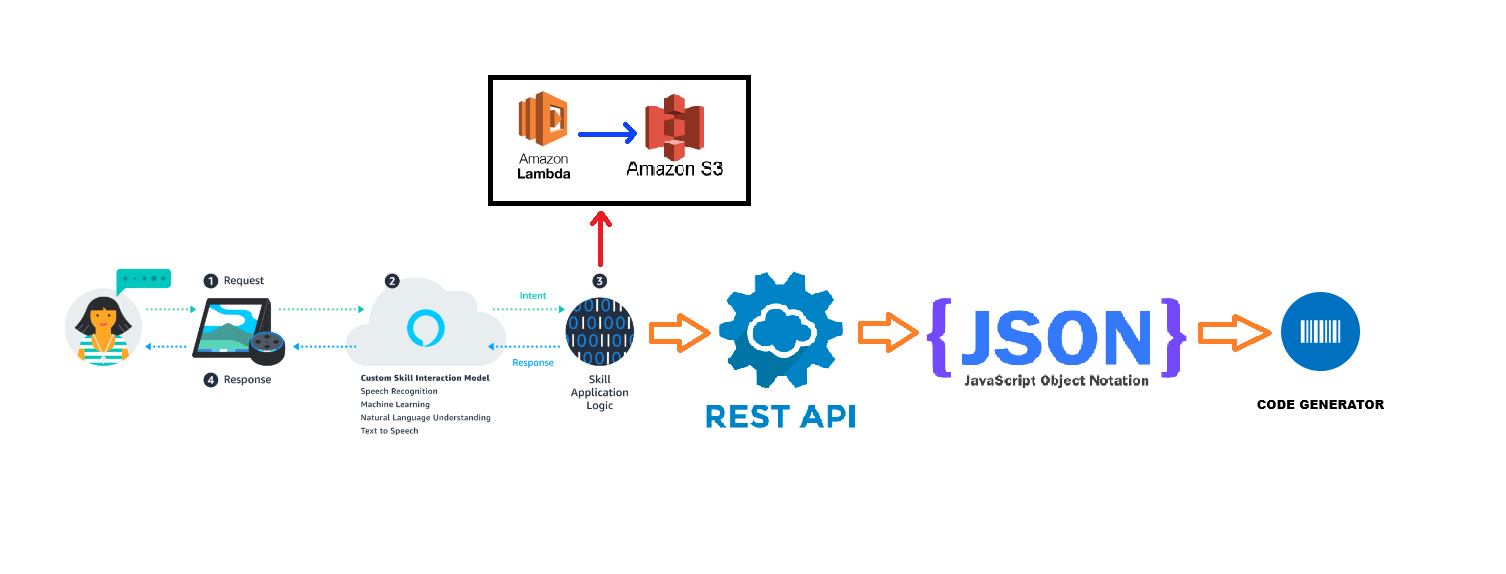 Amazon
Lambda
Amazon S3
1 Request
2
Intent
3
Response
4 Response
Custom Skill Interaction Model
Speech Recognition
Machine Learning
Natural Language Understanding
Text to Speech
Skill
Application
Logic
REST API
{JSON}
JavaScript Object Notation
CODE GENERATOR